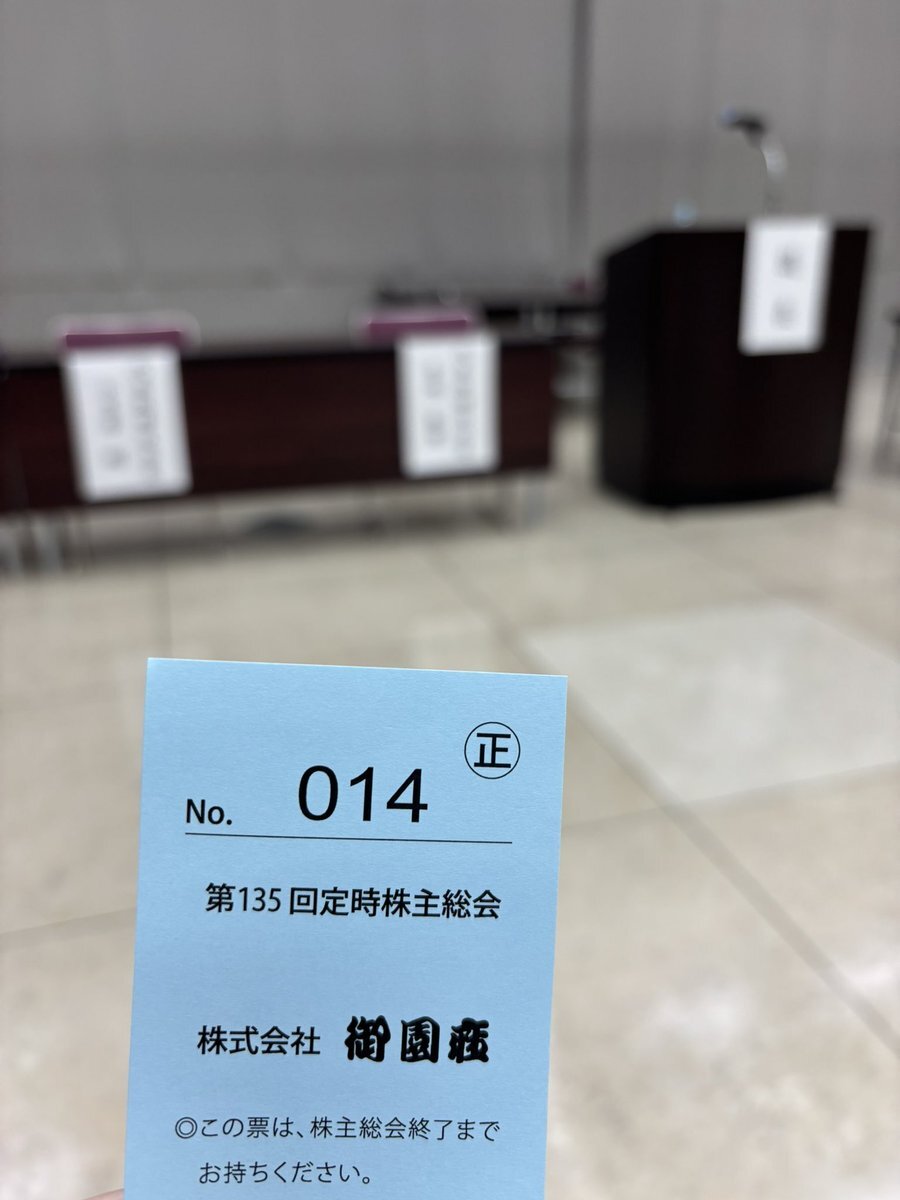 正
No. 014
第135回定時株主総会
株式会社 御園座
◎この票は、株主総会終了まで
お持ちください。